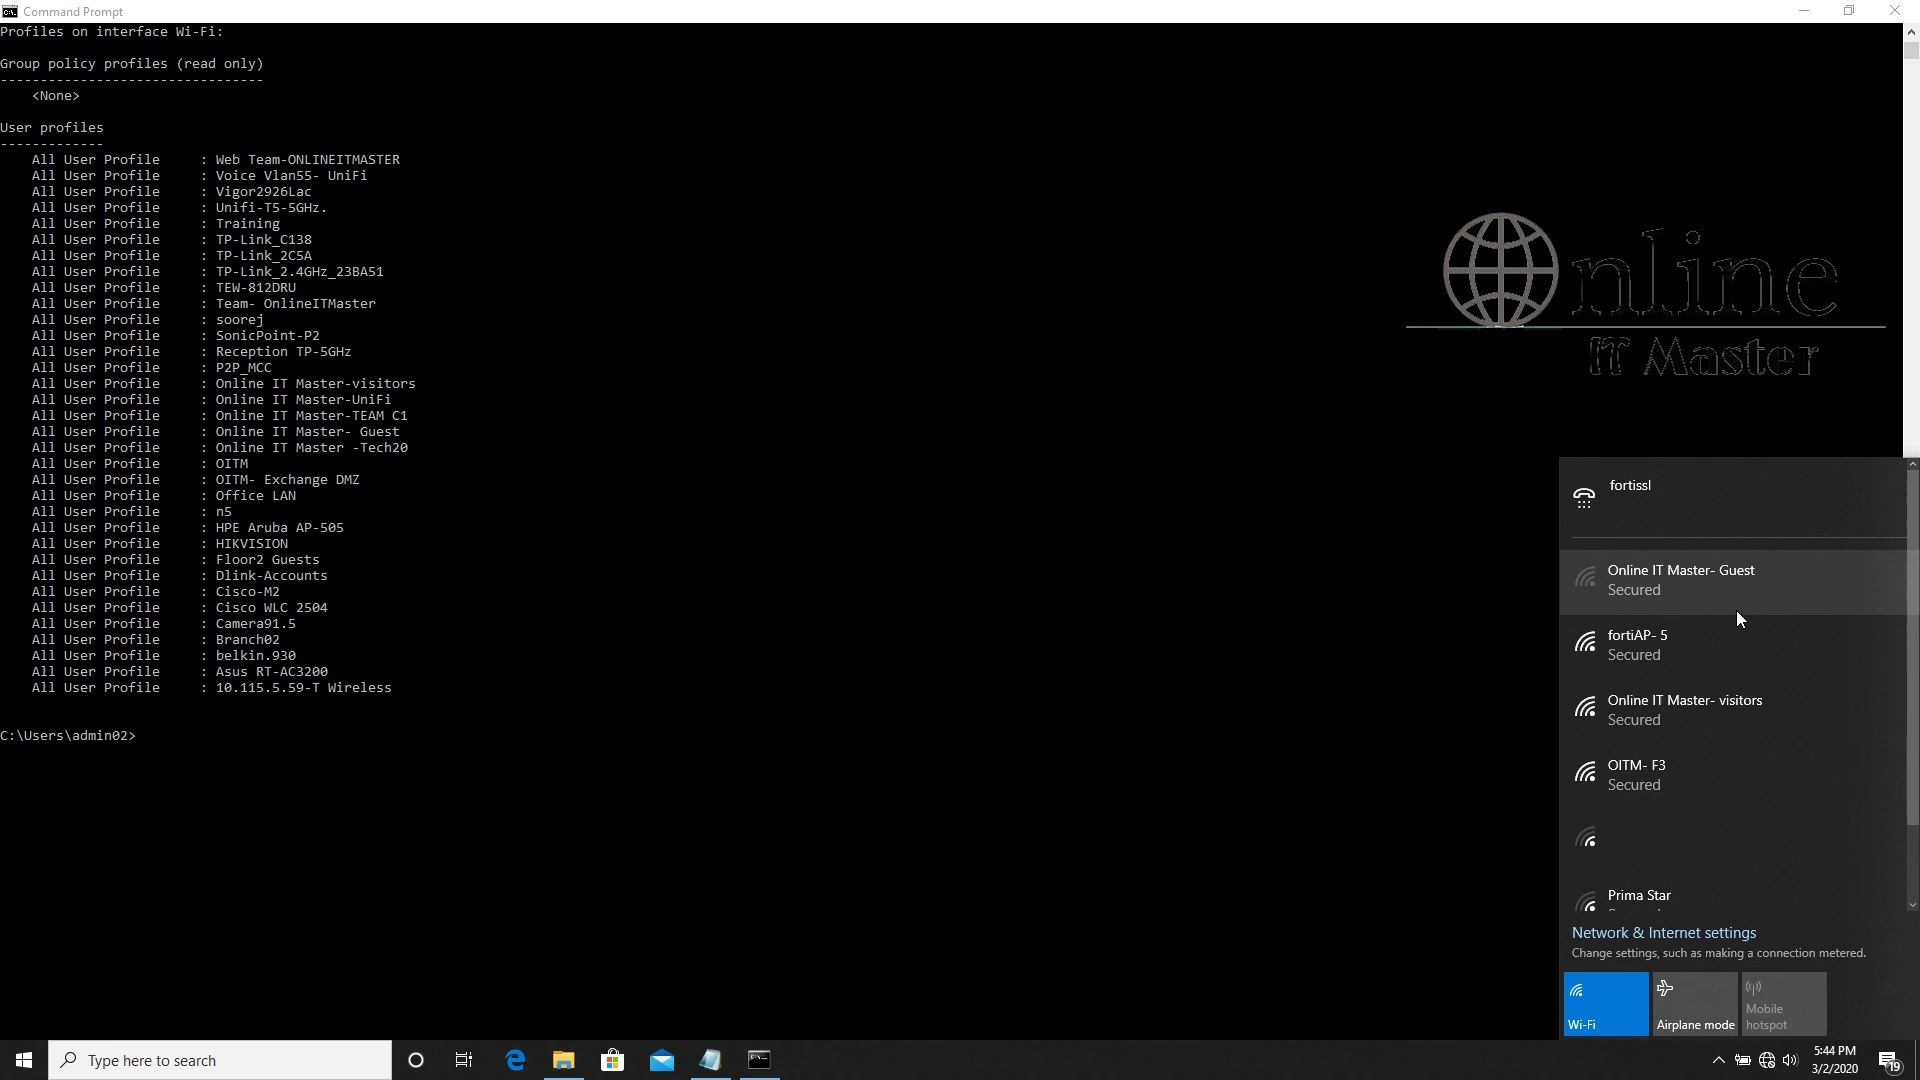 Command Prompt
Profiles on interface Wi-Fi:
Group policy profiles (read only)
---------------------------------
    <None>
User profiles
-------------
    All User Profile     : Web Team-ONLINEITMASTER
    All User Profile     : Voice Vlan55- UniFi
    All User Profile     : Vigor2926Lac
    All User Profile     : Unifi-T5-5GHz.
    All User Profile     : Training
    All User Profile     : TP-Link_C138
    All User Profile     : TP-Link_2C5A
    All User Profile     : TP-Link_2.4GHz_23BA51
    All User Profile     : TEW-812DRU
    All User Profile     : Team- OnlineITMaster
    All User Profile     : soorej
    All User Profile     : SonicPoint-P2
    All User Profile     : Reception TP-5GHz
    All User Profile     : P2P_MCC
    All User Profile     : Online IT Master-visitors
    All User Profile     : Online IT Master-UniFi
    All User Profile     : Online IT Master-TEAM C1
    All User Profile     : Online IT Master- Guest
    All User Profile     : Online IT Master -Tech20
    All User Profile     : OITM
    All User Profile     : OITM- Exchange DMZ
    All User Profile     : Office LAN
    All User Profile     : n5
    All User Profile     : HPE Aruba AP-505
    All User Profile     : HIKVISION
    All User Profile     : Floor2 Guests
    All User Profile     : Dlink-Accounts
    All User Profile     : Cisco-M2
    All User Profile     : Cisco WLC 2504
    All User Profile     : Camera91.5
    All User Profile     : Branch02
    All User Profile     : belkin.930
    All User Profile     : Asus RT-AC3200
    All User Profile     : 10.115.5.59-T Wireless
C:\Users\admin02>
Online
IT Master
fortissl
Online IT Master- Guest
Secured
fortiAP- 5
Secured
Online IT Master- visitors
Secured
OITM- F3
Secured
Prima Star
Network & Internet settings
Change settings, such as making a connection metered.
Wi-Fi
Airplane mode
Mobile
hotspot
Type here to search
5:44 PM
3/2/2020
19